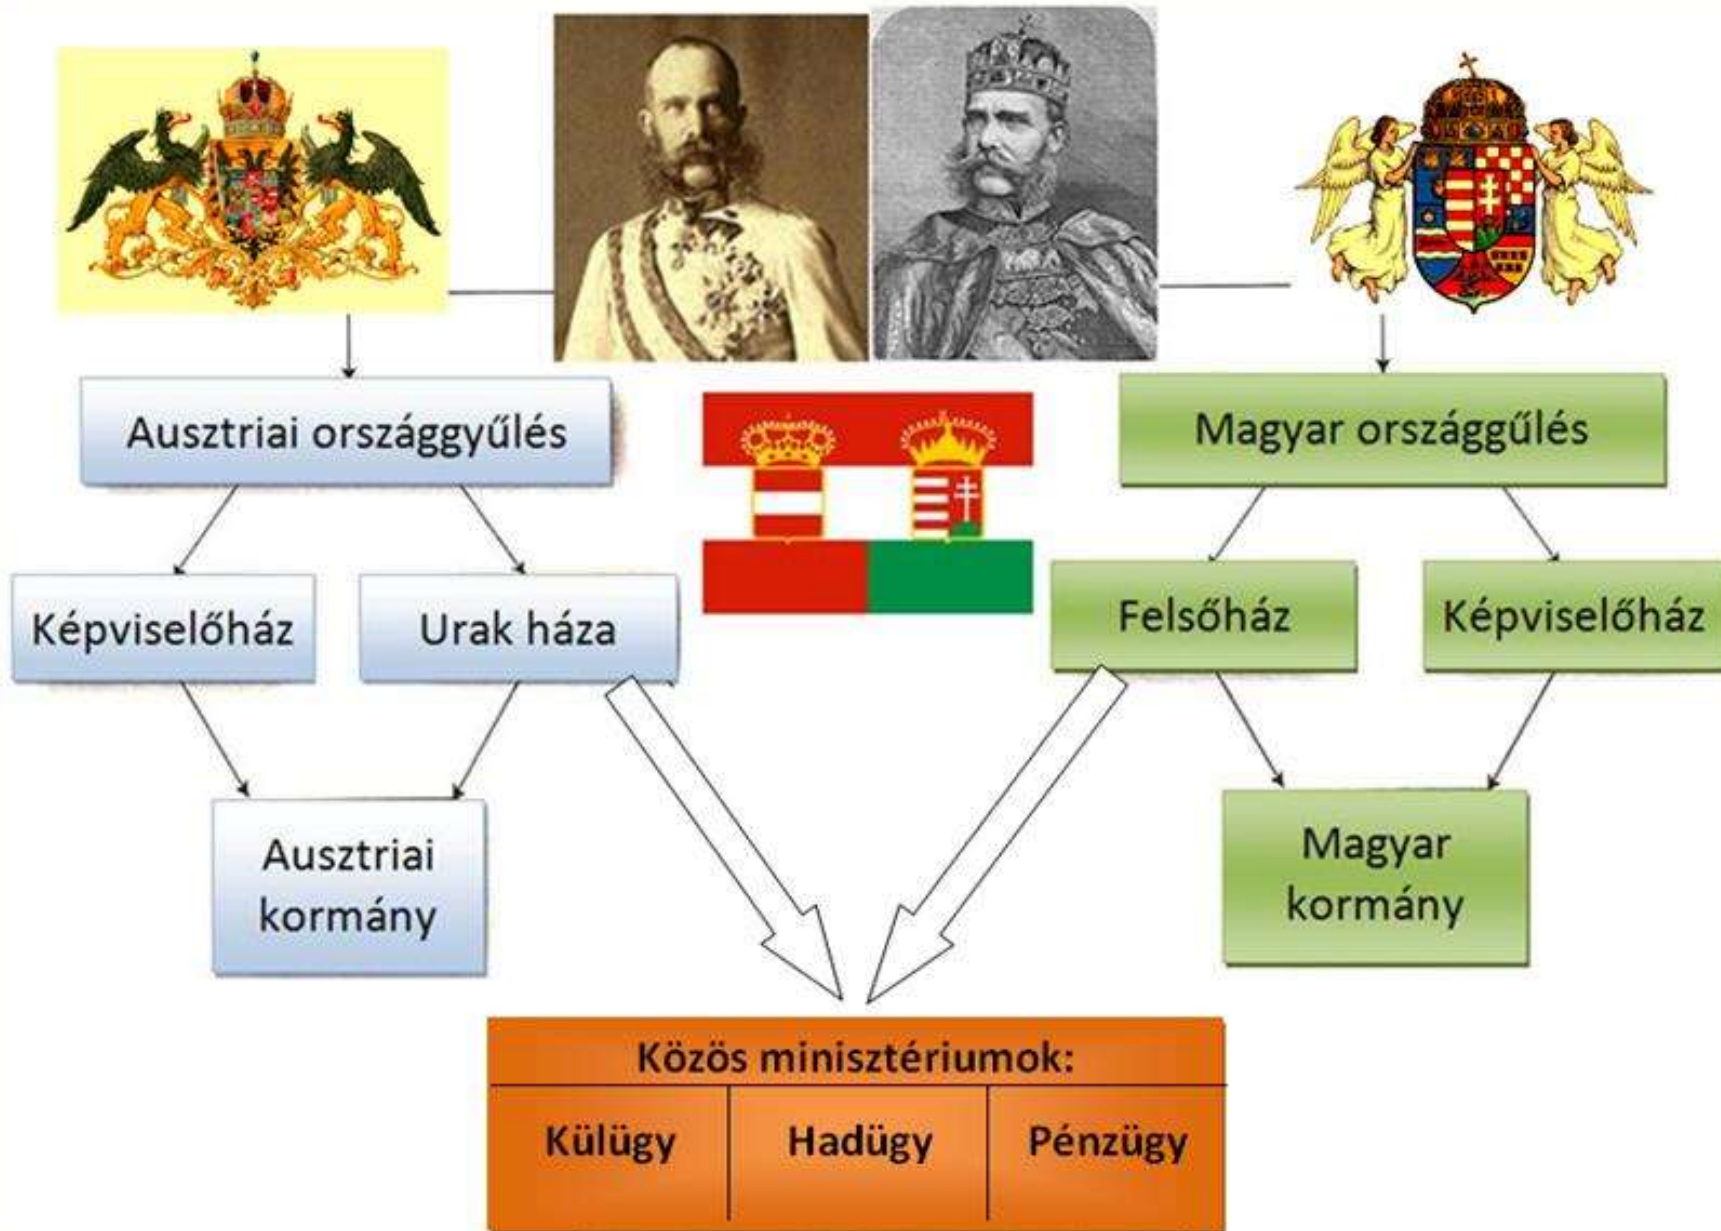 Ausztriai országgyűlés
Magyar országgűlés
Képviselőház
Urak háza
Felsőház
Képviselőház
Ausztriai
kormány
Magyar
kormány
Közös minisztériumok:
Külügy
Hadügy
Pénzügy